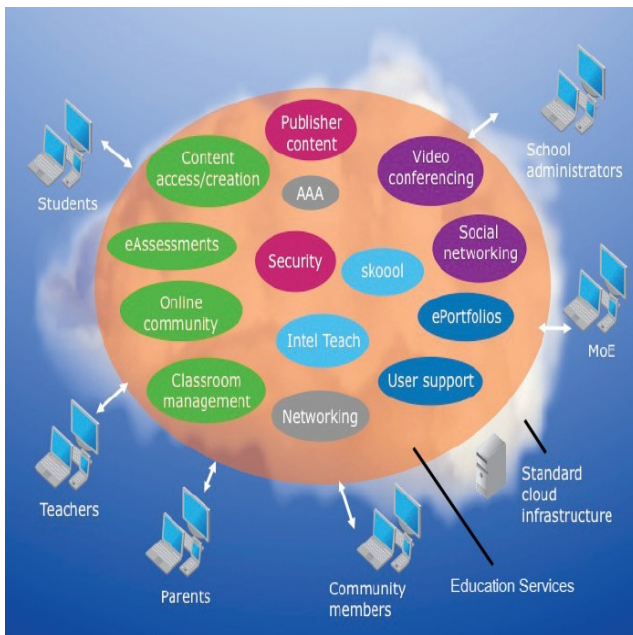 Publisher
content
Content
access/creation
Video
conferencing
School
administrators
AAA
Students
Social
networking
eAssessments
Security
skoool
Online
community
ePortfolios
Intel Teach
MoE
Classroom
management
User support
Networking
Teachers
Standard
cloud
infrastructure
Parents
Community
members
Education Services